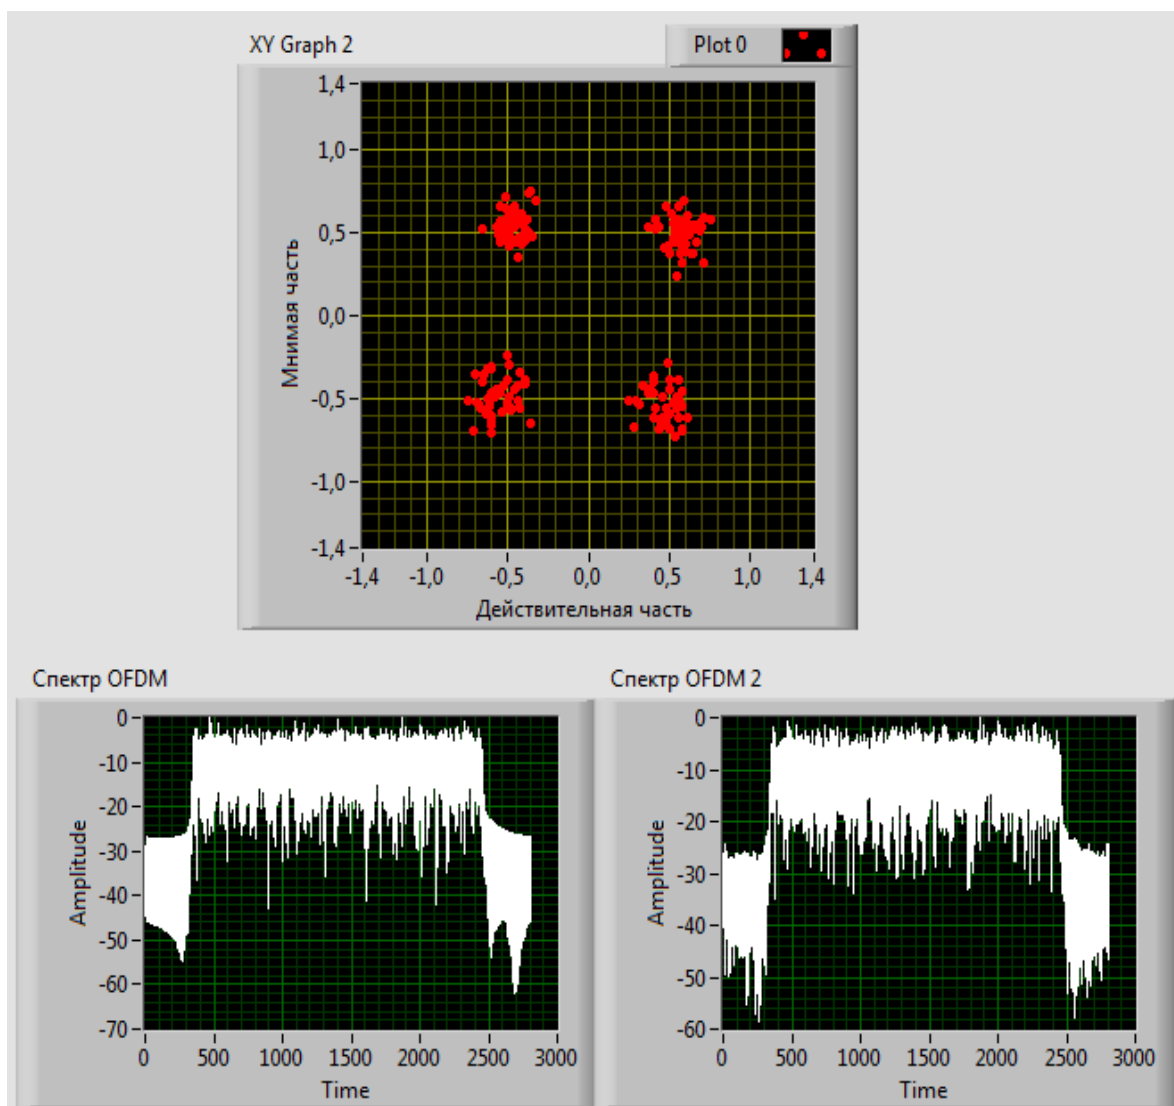 XY Graph 2
Plot 0
1,4
1,0
0,5
0,0
-0,5
-1,0
-1,4
Мнимая часть
-1,4 -1,0 -0,5 0,0 0,5 1,0 1,4
Действительная часть
Спектр OFDM
0
-10
-20
-30
-40
-50
-60
-70
Amplitude
0 500 1000 1500 2000 2500 3000
Time
Спектр OFDM 2
0
-10
-20
-30
-40
-50
-60
Amplitude
0 500 1000 1500 2000 2500 3000
Time